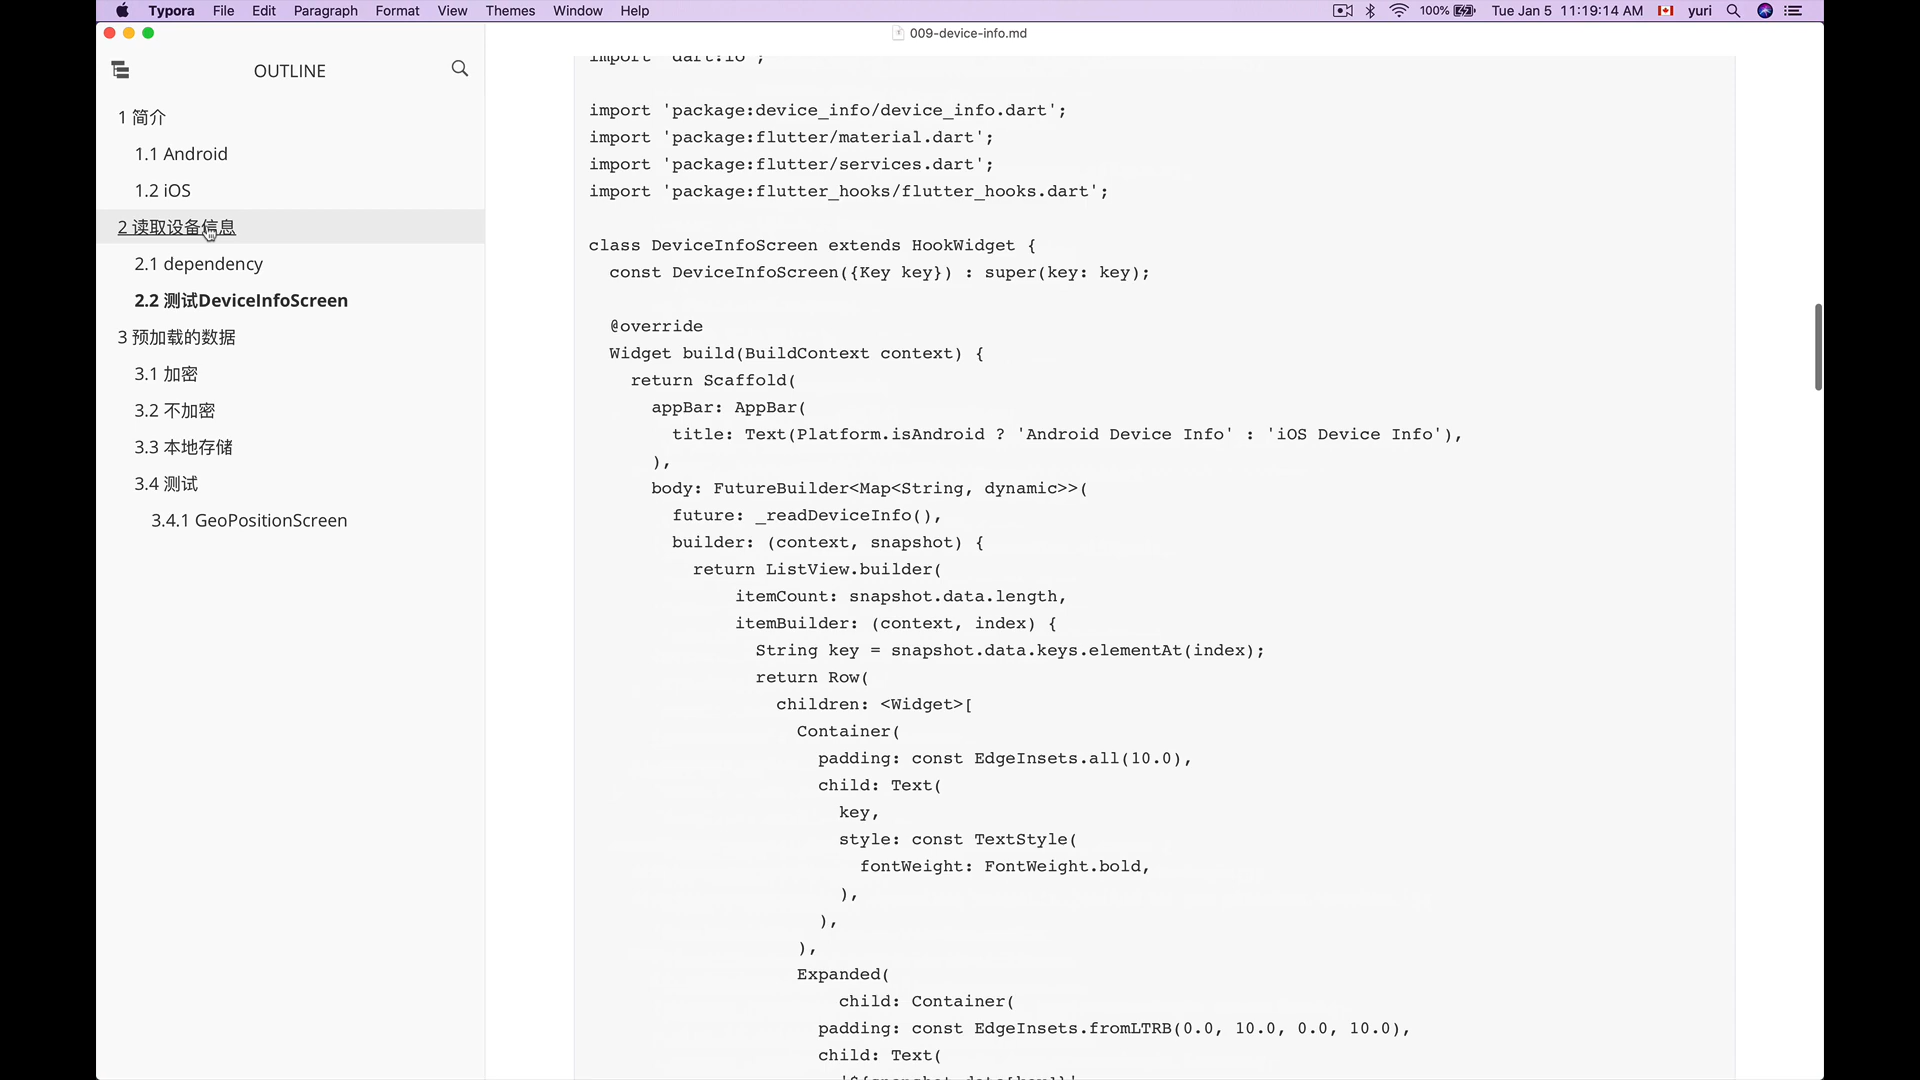 Typora File Edit Paragraph Format View Themes Window Help 100% Tue Jan 5 11:19:14 AM yuri
009-device-info.md
OUTLINE
1 简介
1.1 Android
1.2 iOS
2 读取设备信息
2.1 dependency
2.2 测试DeviceInfoScreen
3 预加载的数据
3.1 加密
3.2 不加密
3.3 本地存储
3.4 测试
3.4.1 GeoPositionScreen
import 'dart:io';
import 'package:device_info/device_info.dart';
import 'package:flutter/material.dart';
import 'package:flutter/services.dart';
import 'package:flutter_hooks/flutter_hooks.dart';
class DeviceInfoScreen extends HookWidget {
const DeviceInfoScreen({Key key}) : super(key: key);
@override
Widget build(BuildContext context) {
return Scaffold(
appBar: AppBar(
title: Text(Platform.isAndroid ? 'Android Device Info' : 'iOS Device Info'),
),
body: FutureBuilder<Map<String, dynamic>>(
future: _readDeviceInfo(),
builder: (context, snapshot) {
return ListView.builder(
itemCount: snapshot.data.length,
itemBuilder: (context, index) {
String key = snapshot.data.keys.elementAt(index);
return Row(
children: <Widget>[
Container(
padding: const EdgeInsets.all(10.0),
child: Text(
key,
style: const TextStyle(
fontWeight: FontWeight.bold,
),
),
),
Expanded(
child: Container(
padding: const EdgeInsets.fromLTRB(0.0, 10.0, 0.0, 10.0),
child: Text(
'${snapshot.data[key]}'